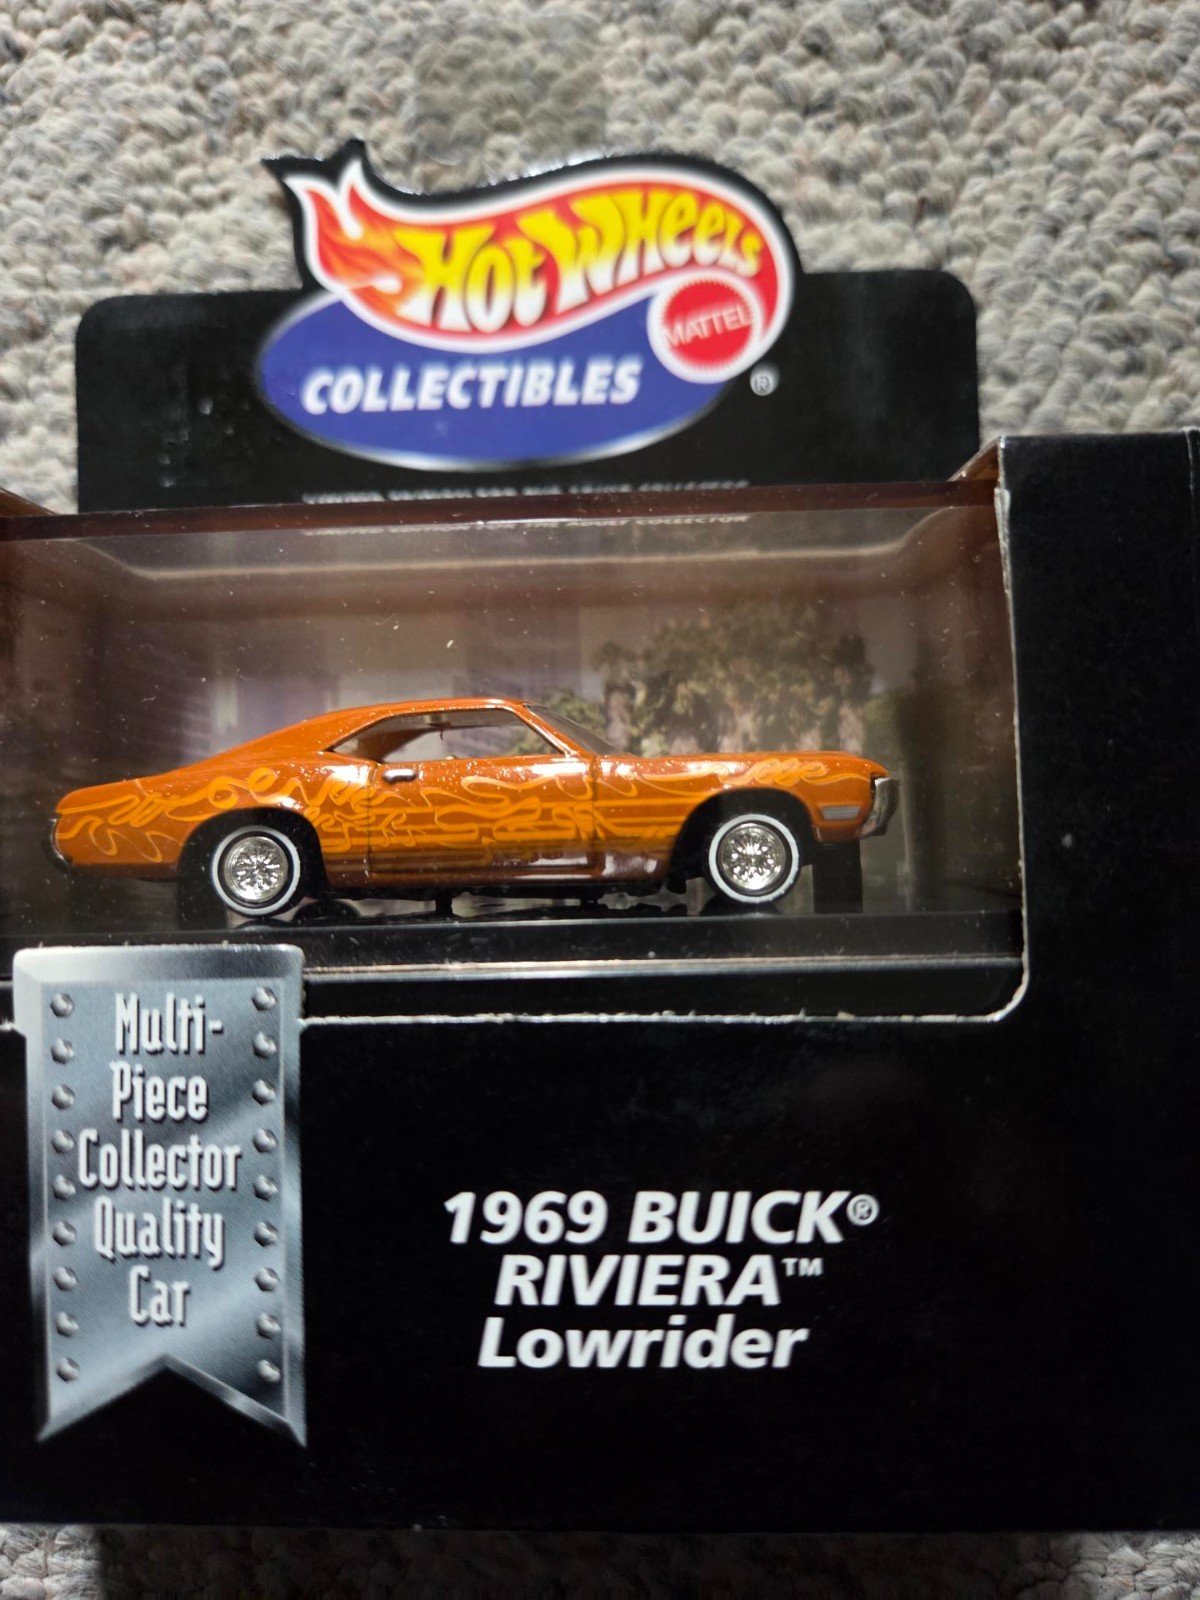 Hot Wheels
MATTEL
COLLECTIBLES
®
Multi-
Piece
Collector
Quality
Car
1969 BUICK®
RIVIERA™
Lowrider